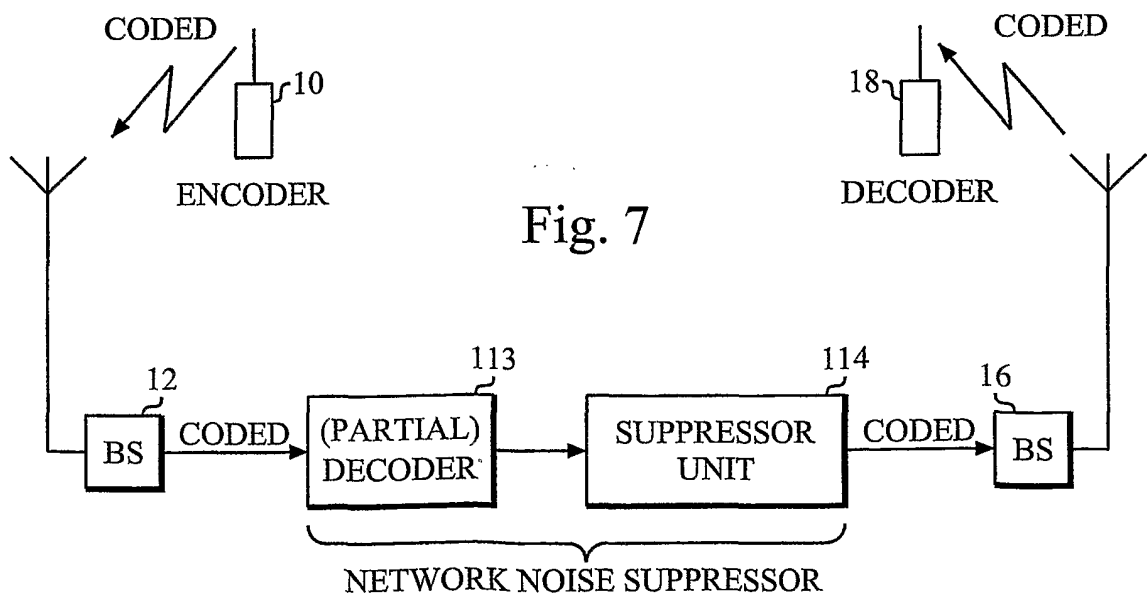 CODED
10
ENCODER
18
CODED
DECODER
Fig. 7
12
BS
CODED
113
(PARTIAL)
DECODER
114
SUPPRESSOR
UNIT
CODED
16
BS
NETWORK NOISE SUPPRESSOR